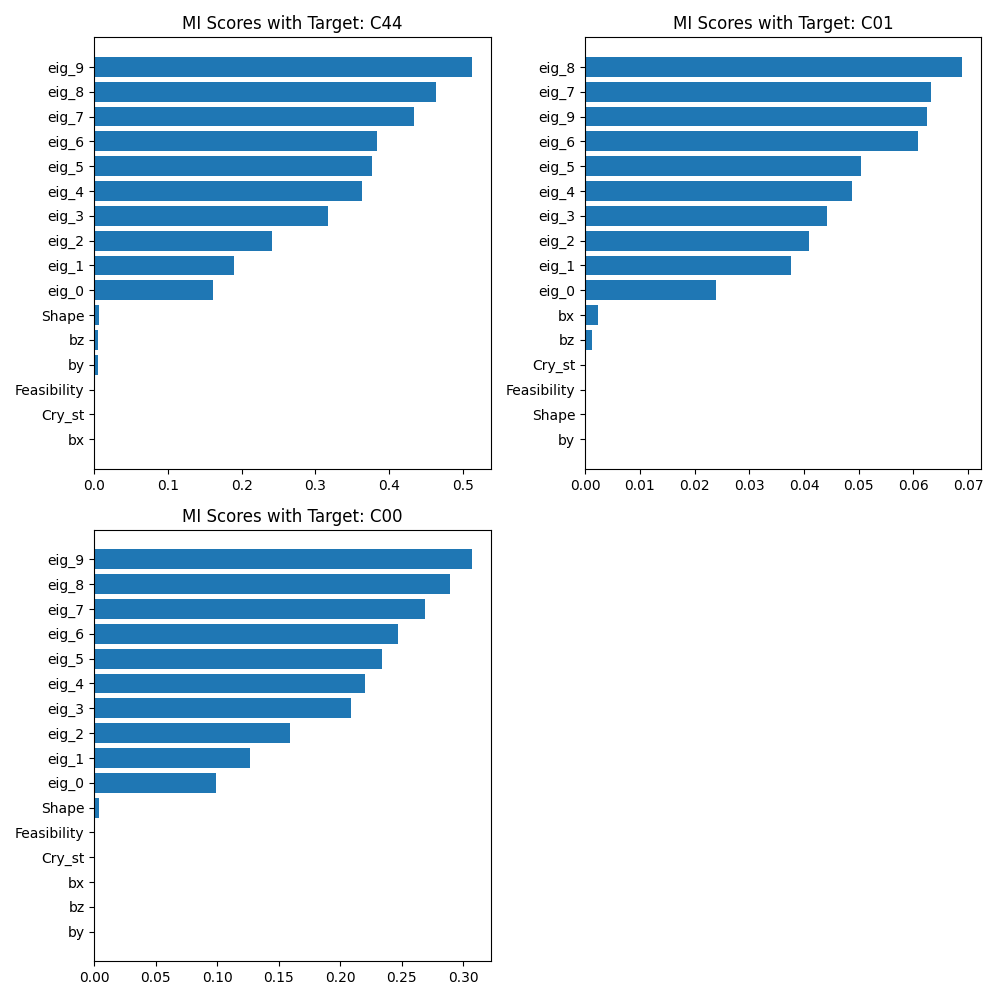 MI Scores with Target: C44
eig_9
eig_8
eig_7
eig_6
eig_5
eig_4
eig_3
eig_2
eig_1
eig_0
Shape
bz
by
Feasibility
Cry_st
bx
0.0 0.1 0.2 0.3 0.4 0.5
MI Scores with Target: C01
eig_8
eig_7
eig_9
eig_6
eig_5
eig_4
eig_3
eig_2
eig_1
eig_0
bx
bz
Cry_st
Feasibility
Shape
by
0.00 0.01 0.02 0.03 0.04 0.05 0.06 0.07
MI Scores with Target: C00
eig_9
eig_8
eig_7
eig_6
eig_5
eig_4
eig_3
eig_2
eig_1
eig_0
Shape
Feasibility
Cry_st
bx
bz
by
0.00 0.05 0.10 0.15 0.20 0.25 0.30